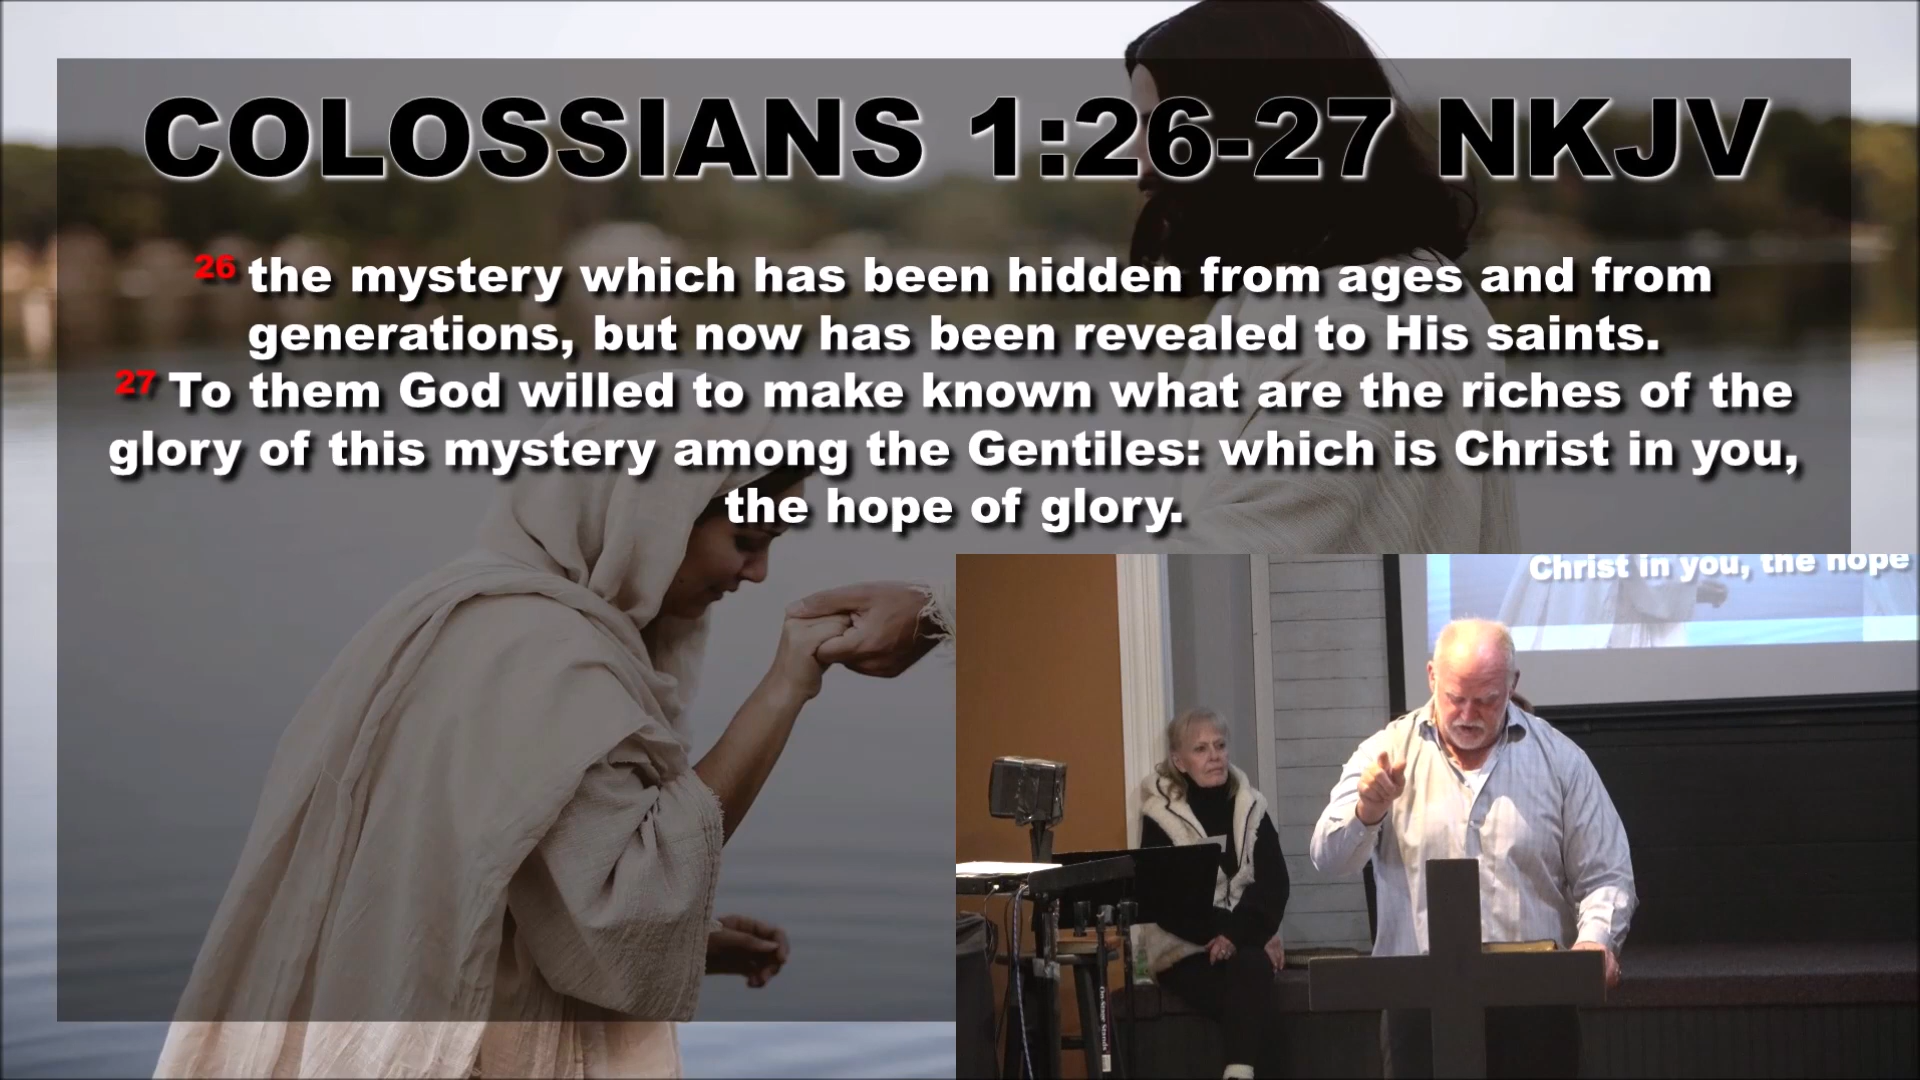 COLOSSIANS 1:26-27 NKJV
26 the mystery which has been hidden from ages and from
generations, but now has been revealed to His saints.
27 To them God willed to make known what are the riches of the
glory of this mystery among the Gentiles: which is Christ in you,
the hope of glory.
Christ in you, the hope
On-Stage Stands